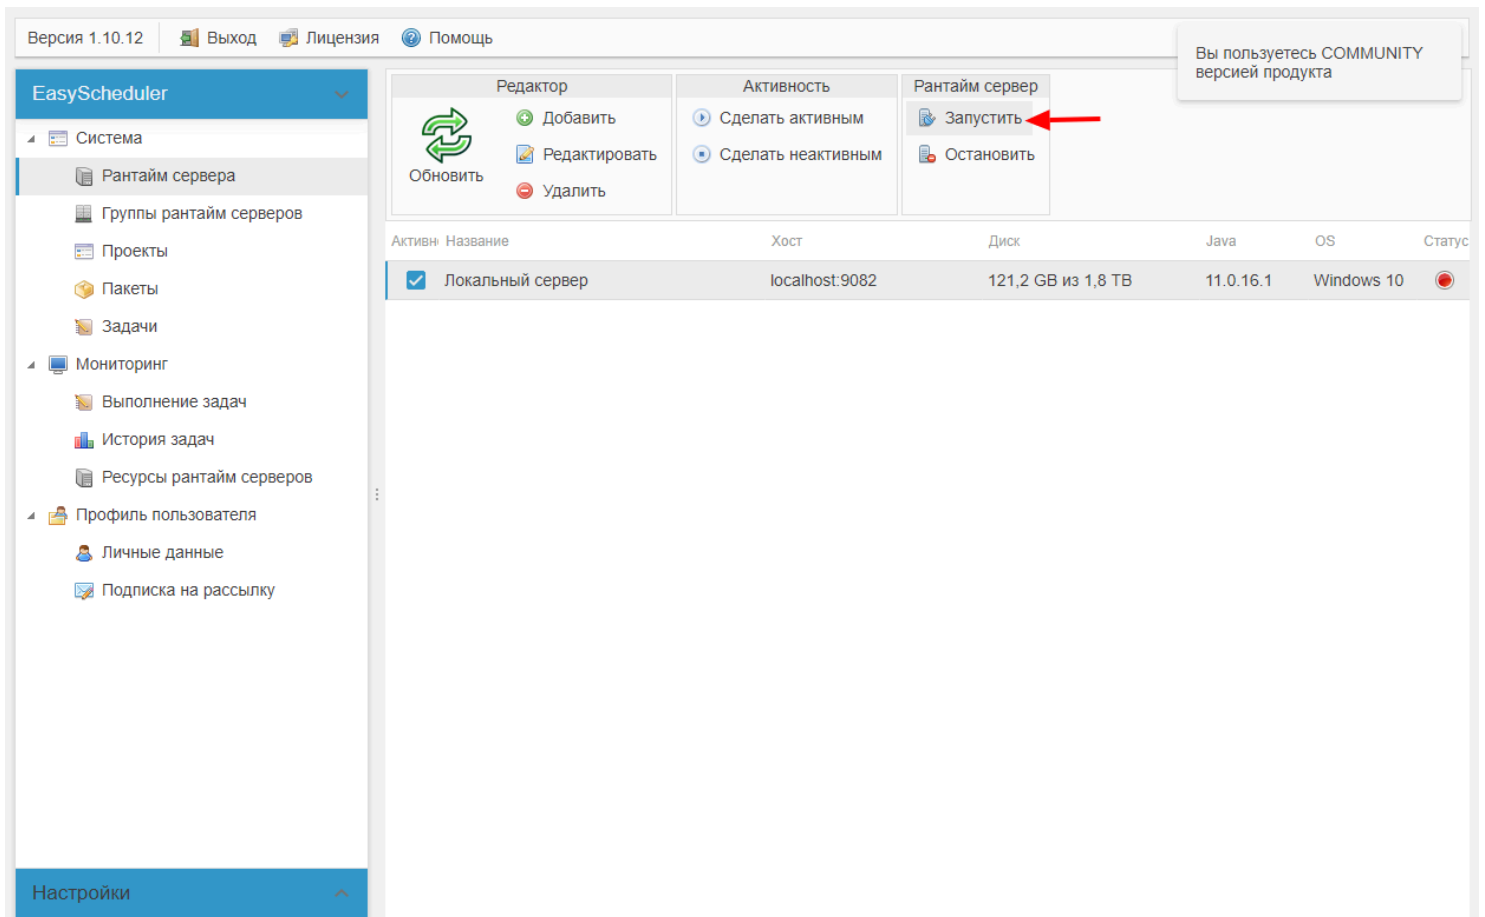 Версия 1.10.12 Выход Лицензия Помощь
Вы пользуетесь COMMUNITY
версией продукта
EasyScheduler
Система
Рантайм сервера
Группы рантайм серверов
Проекты
Пакеты
Задачи
Мониторинг
Выполнение задач
История задач
Ресурсы рантайм серверов
Профиль пользователя
Личные данные
Подписка на рассылку
Настройки
Редактор Активность Рантайм сервер
Добавить Сделать активным Запустить
Редактировать Сделать неактивным Остановить
Обновить
Удалить
Активн Название Хост Диск Java OS Статус
Локальный сервер localhost:9082 121,2 GB из 1,8 TB 11.0.16.1 Windows 10